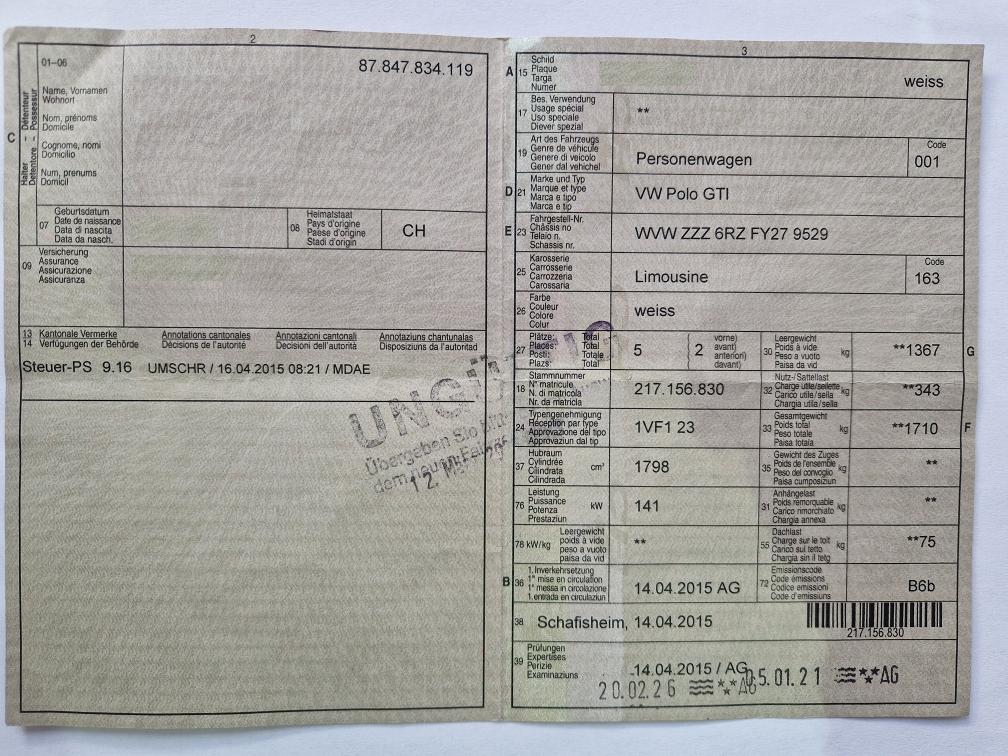 2
01–06
87.847.834.119
C
Halter – Détenteur
Detentore – Possessur
Name, Vornamen
Wohnort
Nom, prénoms
Domicile
Cognome, nomi
Domicilio
Num, prenums
Domicil
07
Geburtsdatum
Date de naissance
Data di nascita
Data da nasch.
08
Heimatstaat
Pays d'origine
Paese d'origine
Stadi d'origin
CH
09
Versicherung
Assurance
Assicurazione
Assicuranza
13 Kantonale Vermerke Annotations cantonales Annotazioni cantonali Annotaziuns chantunalas
14 Verfügungen der Behörde Décisions de l'autorité Decisioni dell'autorità Disposiziuns da l'autoritad
Steuer-PS 9.16 UMSCHR / 16.04.2015 08:21 / MDAE
Übergeben Sie
dem neuen
12.
3
A 15
Schild
Plaque
Targa
Numer
weiss
17
Bes. Verwendung
Usage spécial
Uso speciale
Diever spezial
**
19
Art des Fahrzeugs
Genre de véhicule
Genere di veicolo
Gener dal vehichel
Personenwagen
Code
001
D 21
Marke und Typ
Marque et type
Marca e tipo
Marca e tip
VW Polo GTI
E 23
Fahrgestell-Nr.
Châssis no
Telaio n.
Schassis nr.
WVW ZZZ 6RZ FY27 9529
25
Karosserie
Carrosserie
Carrozzeria
Carossaria
Limousine
Code
163
26
Farbe
Couleur
Colore
Colur
weiss
27
Plätze: Total
Places: Total
Posti: Totale
Plazs: Total
5
2
vorne)
avant)
anteriori)
davant)
30
Leergewicht
Poids à vide
Peso a vuoto
Paisa da vid
kg
**1367
G
18
Stammnummer
N° matricule
N. di matricola
Nr. da matricla
217.156.830
32
Nutz-/Sattellast
Charge utile/sellette
Carico utile/sella
Chargia utila/sella
kg
**343
24
Typengenehmigung
Réception par type
Approvazione del tipo
Approvaziun dal tip
1VF1 23
33
Gesamtgewicht
Poids total
Peso totale
Paisa totala
kg
**1710
F
37
Hubraum
Cylindrée
Cilindrata
Cilindrada
cm³
1798
35
Gewicht des Zuges
Poids de l'ensemble
Peso del convoglio
Paisa cumposiziun
kg
**
76
Leistung
Puissance
Potenza
Prestaziun
kW
141
31
Anhängelast
Poids remorquable
Carico rimorchiato
Chargia annexa
kg
**
78 kW/kg
Leergewicht
poids à vide
peso a vuoto
paisa da vid
**
55
Dachlast
Charge sur le toit
Carico sul tetto
Chargia sin il tetg
kg
**75
B 36
1. Inverkehrsetzung
1re mise en circulation
1a messa in circolazione
1. entrada en circulaziun
14.04.2015 AG
72
Emissionscode
Code émissions
Codice emissioni
Code d'emissiuns
B6b
38
Schafisheim, 14.04.2015
217.156.830
39
Prüfungen
Expertises
Perizie
Examinaziuns
14.04.2015 / AG
05.01.21 AG
20.02.26 AG